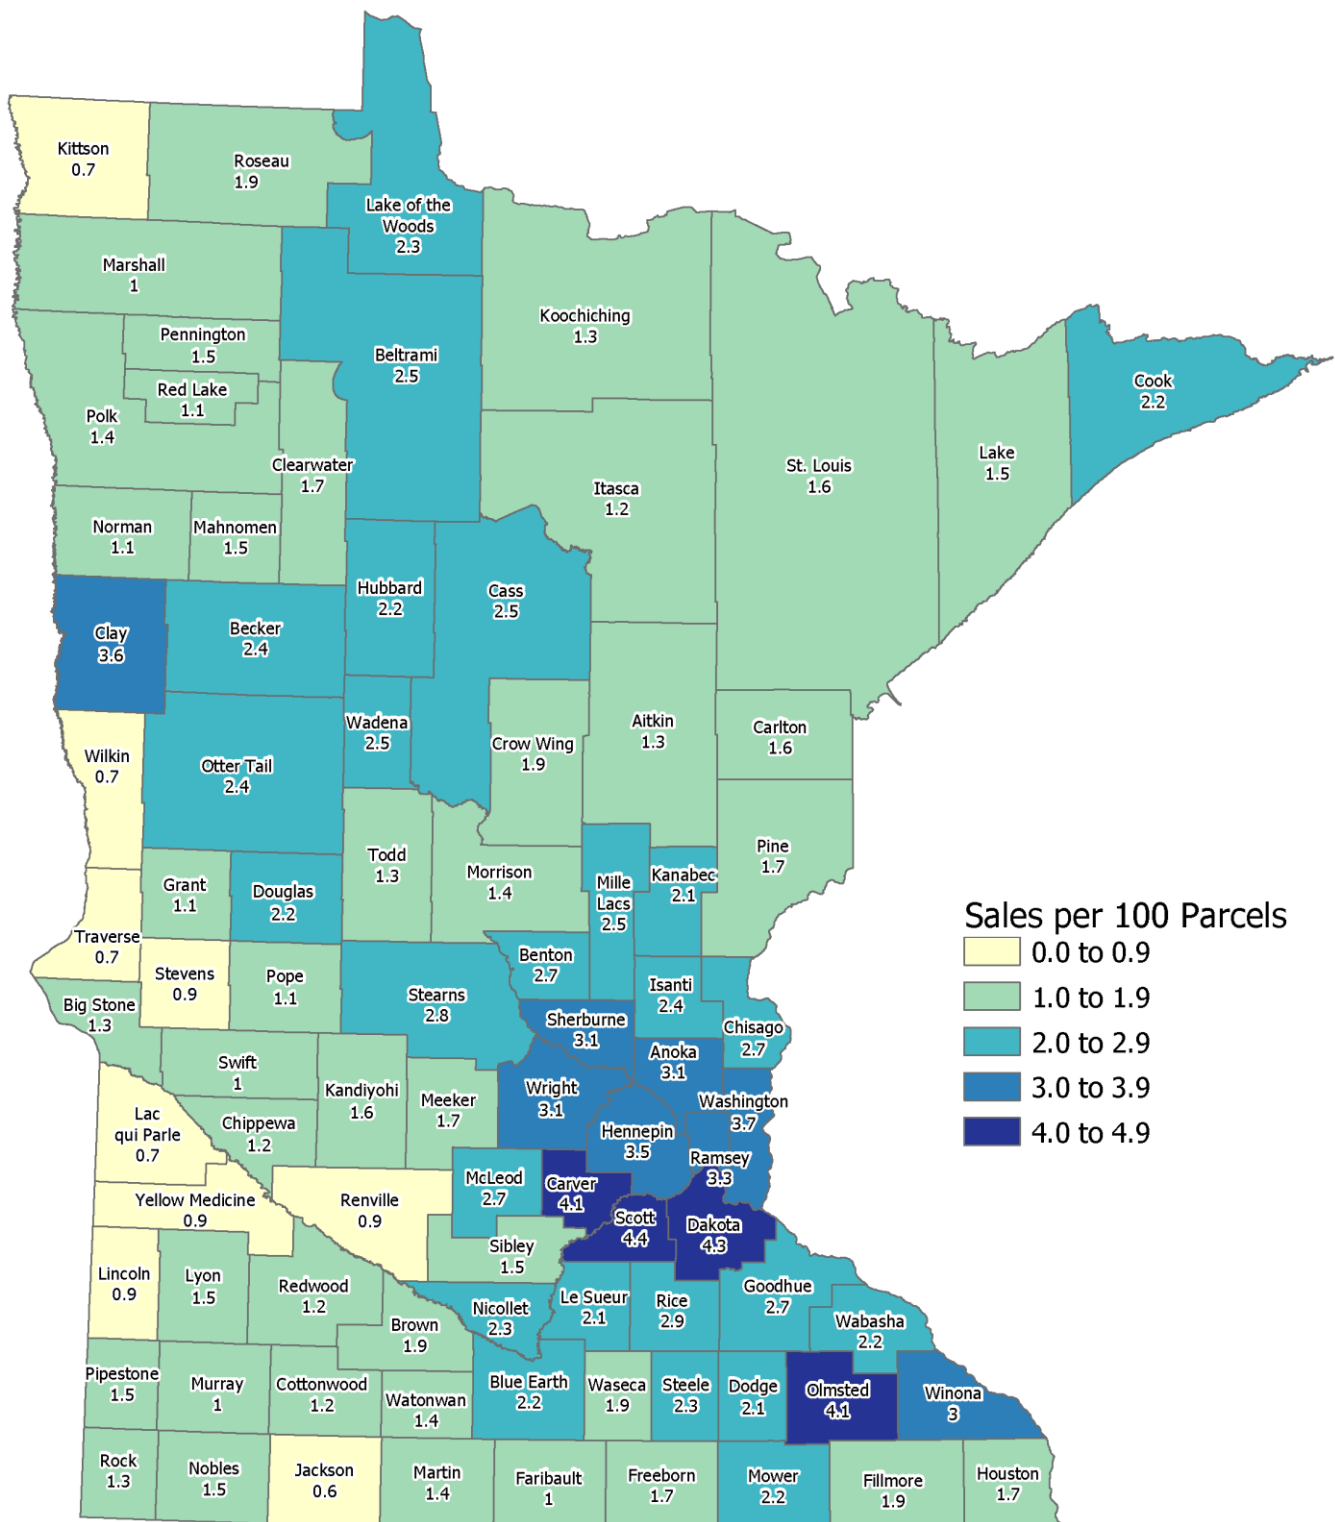 Kittson
0.7
Roseau
1.9
Lake of the
Woods
2.3
Marshall
1
Koochiching
1.3
Pennington
1.5
Beltrami
2.5
Red Lake
1.1
Polk
1.4
Cook
2.2
Clearwater
1.7
St. Louis
1.6
Lake
1.5
Itasca
1.2
Norman
1.1
Mahnomen
1.5
Hubbard
2.2
Cass
2.5
Clay
3.6
Becker
2.4
Wadena
2.5
Crow Wing
1.9
Aitkin
1.3
Carlton
1.6
Wilkin
0.7
Otter Tail
2.4
Todd
1.3
Morrison
1.4
Pine
1.7
Grant
1.1
Douglas
2.2
Mille
Lacs
2.5
Kanabec
2.1
Traverse
0.7
Stevens
0.9
Pope
1.1
Benton
2.7
Isanti
2.4
Big Stone
1.3
Stearns
2.8
Sherburne
3.1
Chisago
2.7
Anoka
3.1
Swift
1
Kandiyohi
1.6
Meeker
1.7
Wright
3.1
Washington
3.7
Lac
qui Parle
0.7
Chippewa
1.2
Hennepin
3.5
Ramsey
3.3
McLeod
2.7
Carver
4.1
Yellow Medicine
0.9
Renville
0.9
Scott
4.4
Dakota
4.3
Sibley
1.5
Lincoln
0.9
Lyon
1.5
Redwood
1.2
Nicollet
2.3
Le Sueur
2.1
Rice
2.9
Goodhue
2.7
Brown
1.9
Wabasha
2.2
Pipestone
1.5
Murray
1
Cottonwood
1.2
Watonwan
1.4
Blue Earth
2.2
Waseca
1.9
Steele
2.3
Dodge
2.1
Olmsted
4.1
Winona
3
Rock
1.3
Nobles
1.5
Jackson
0.6
Martin
1.4
Faribault
1
Freeborn
1.7
Mower
2.2
Fillmore
1.9
Houston
1.7
Sales per 100 Parcels
0.0 to 0.9
1.0 to 1.9
2.0 to 2.9
3.0 to 3.9
4.0 to 4.9